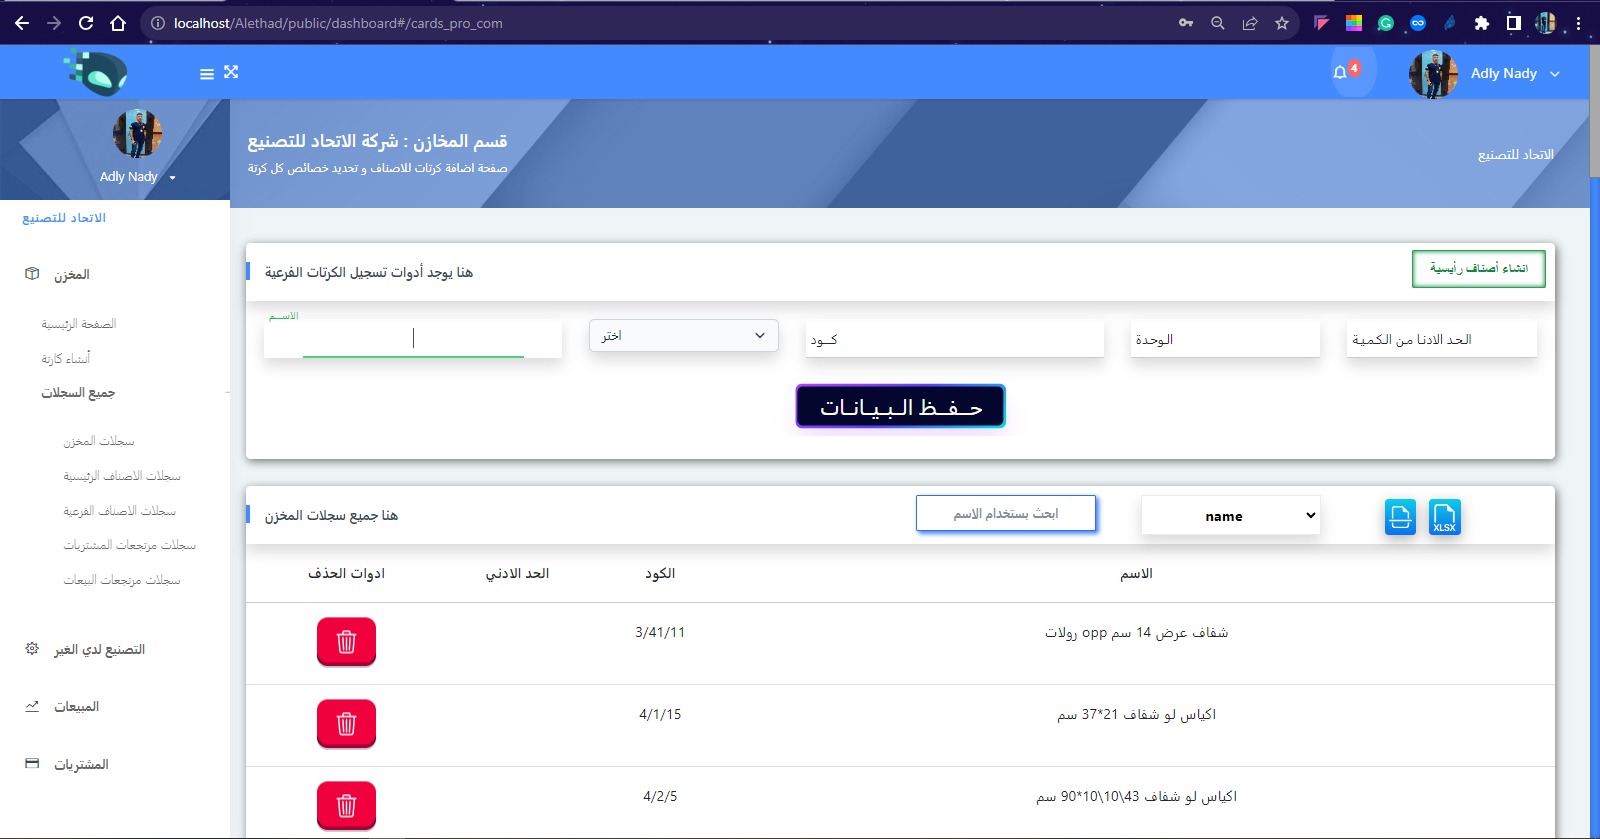 localhost/Alethad/public/dashboard#/cards_pro_com
4
Adly Nady
Adly Nady
قسم المخازن : شركة الاتحاد للتصنيع
صفحة اضافة كرتات للاصناف و تحديد خصائص كل كرتة
الاتحاد للتصنيع
الاتحاد للتصنيع
المخزن
الصفحة الرئيسية
أنشاء كارتة
جميع السجلات
سجلات المخزن
سجلات الاصناف الرئيسية
سجلات الاصناف الفرعية
سجلات مرتجعات المشتريات
سجلات مرتجعات البيعات
التصنيع لدي الغير
المبيعات
المشتريات
هنا يوجد أدوات تسجيل الكرتات الفرعية
انشاء أصناف رأيسية
الاســم
اختر
كــود
الوحدة
الحد الادنا من الكمية
حــفــظ الـبـيـانـات
هنا جميع سجلات المخزن
ابحث بستخدام الاسم
name
XLSX
ادوات الحذف
الحد الادني
الكود
الاسم
3/41/11
شفاف عرض 14 سم opp رولات
4/1/15
اكياس لو شفاف 21*37 سم
4/2/5
اكياس لو شفاف 43\10\10*90 سم